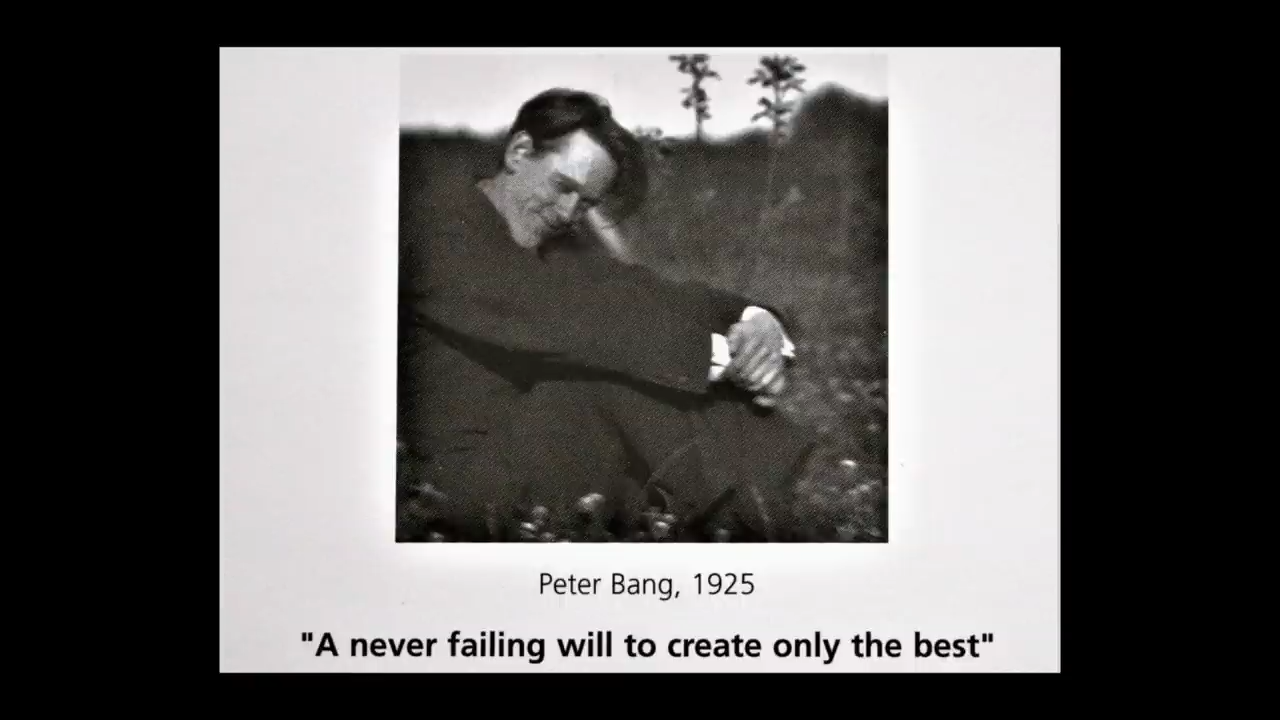 Peter Bang, 1925
"A never failing will to create only the best"